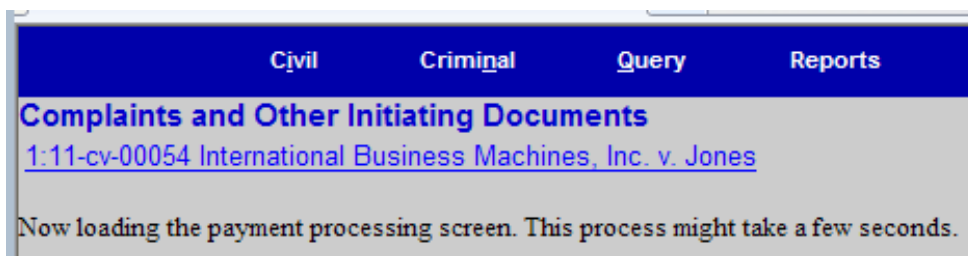 Civil Criminal Query Reports
Complaints and Other Initiating Documents
1:11-cv-00054 International Business Machines, Inc. v. Jones
Now loading the payment processing screen. This process might take a few seconds.